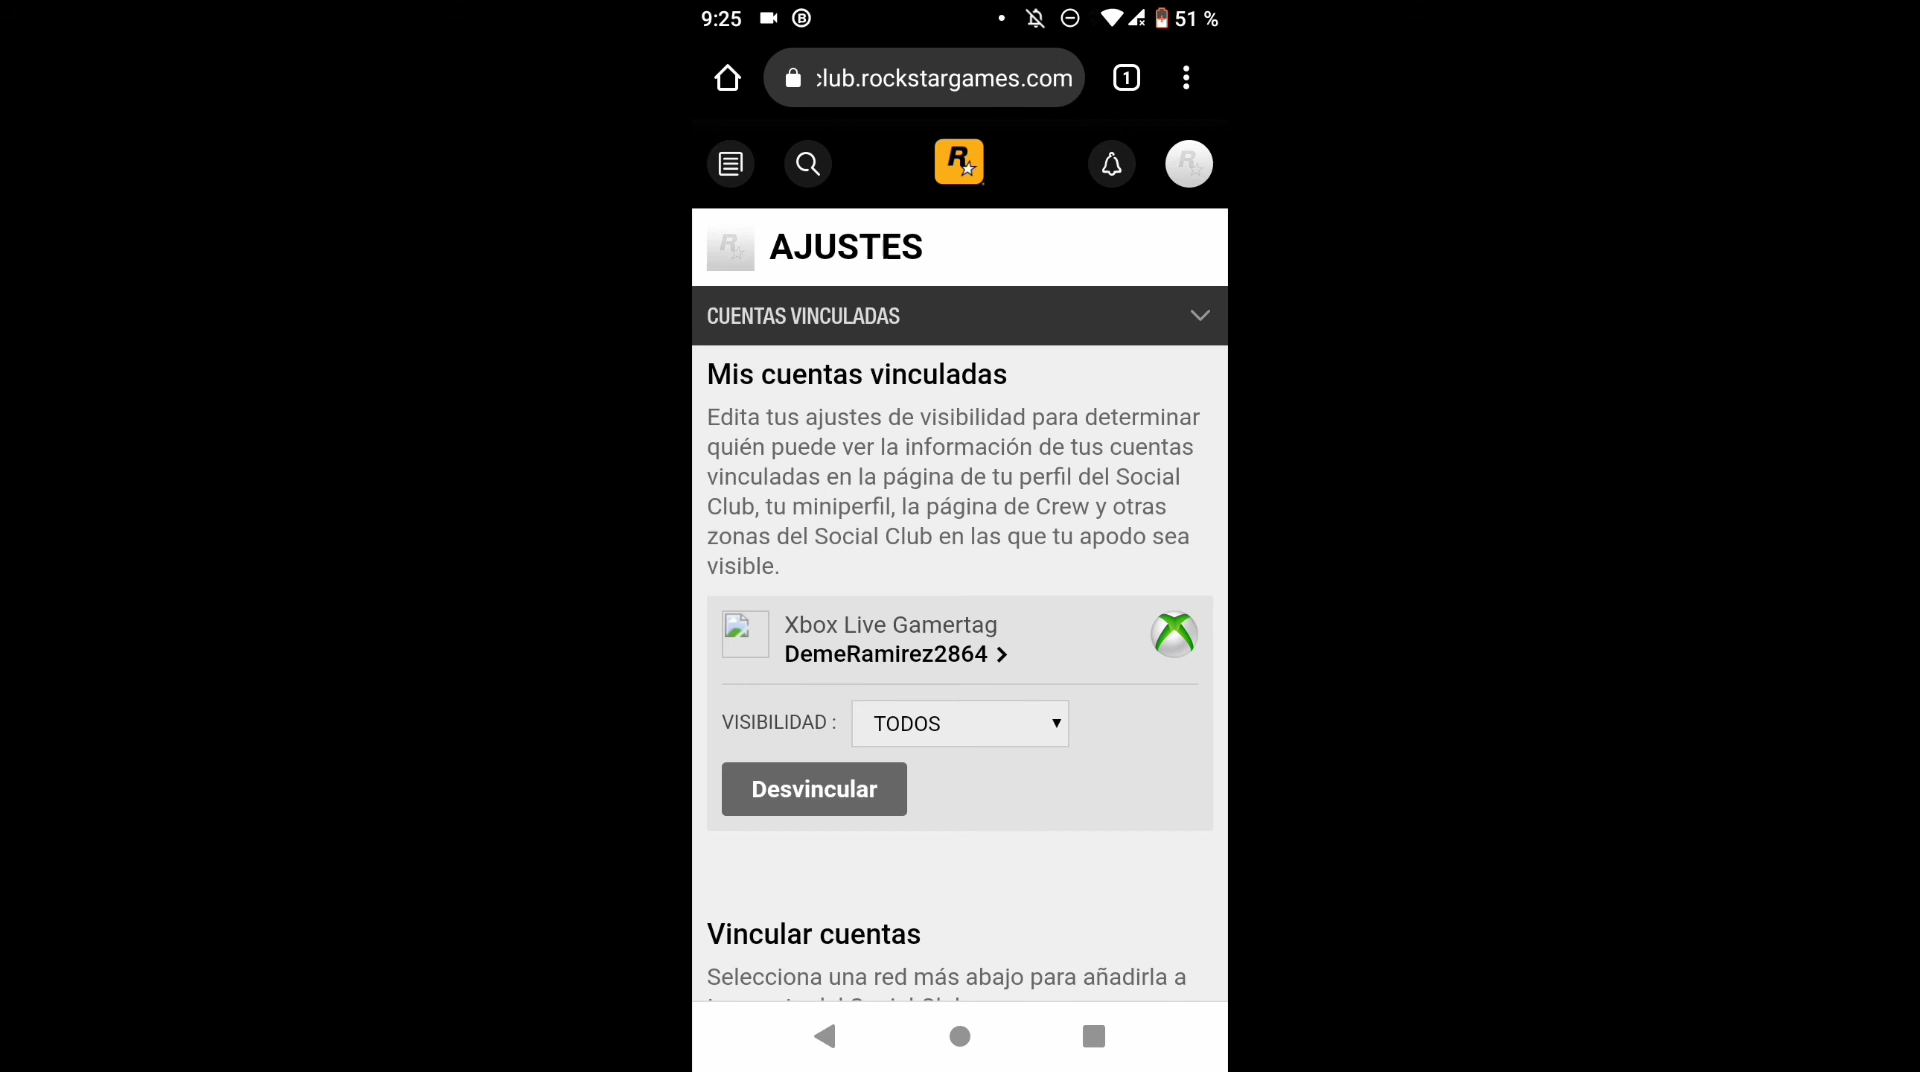 9:25
51 %
club.rockstargames.com
1
R
AJUSTES
CUENTAS VINCULADAS
Mis cuentas vinculadas
Edita tus ajustes de visibilidad para determinar
quién puede ver la información de tus cuentas
vinculadas en la página de tu perfil del Social
Club, tu miniperfil, la página de Crew y otras
zonas del Social Club en las que tu apodo sea
visible.
Xbox Live Gamertag
DemeRamirez2864
VISIBILIDAD :
TODOS
Desvincular
Vincular cuentas
Selecciona una red más abajo para añadirla a